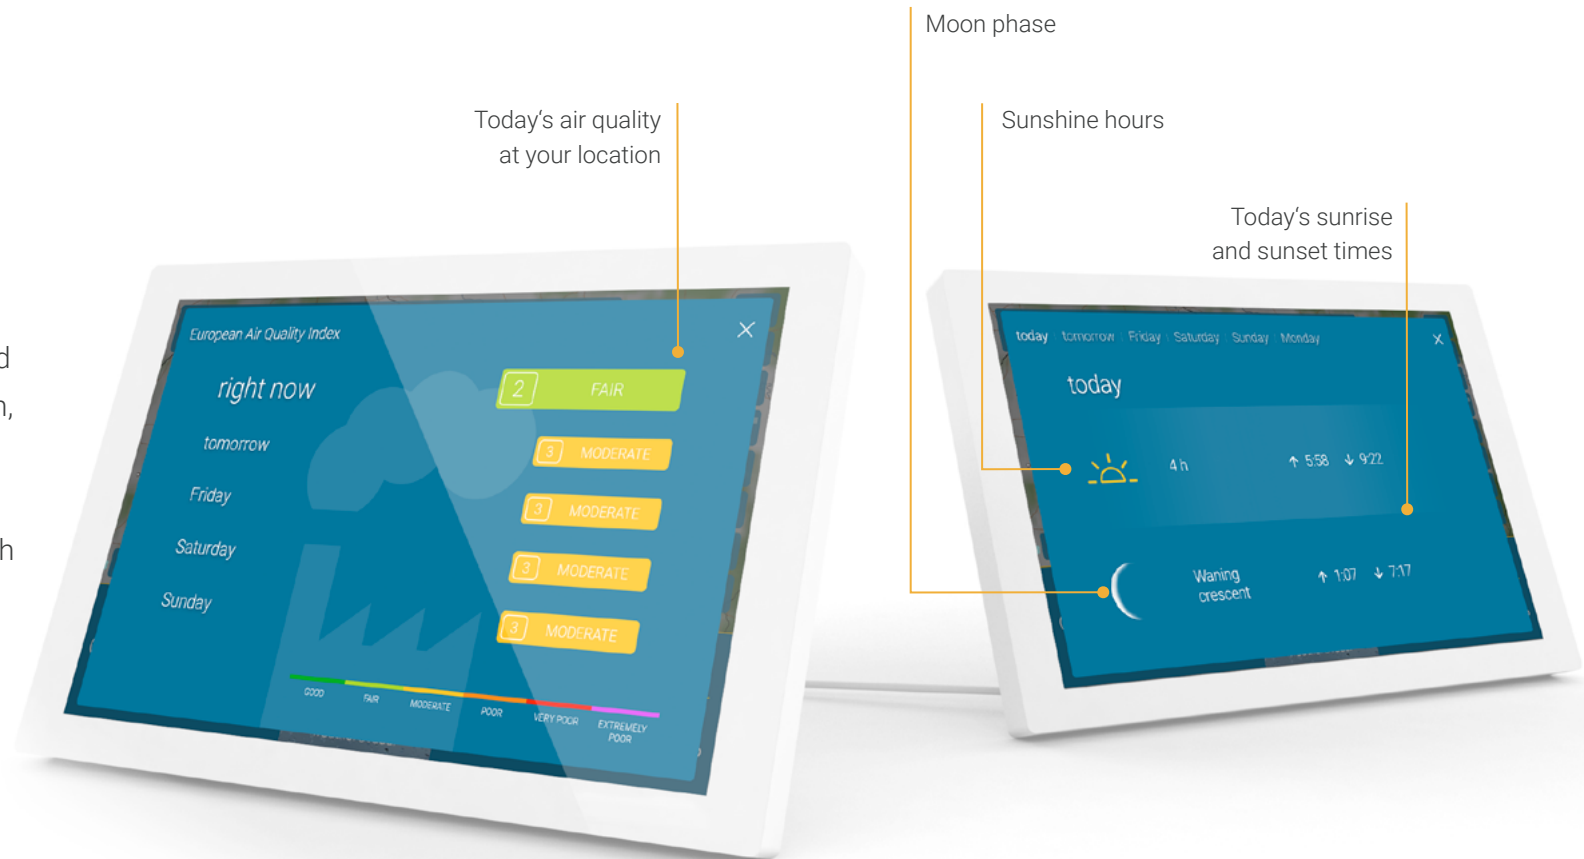 Moon phase
Today's air quality
at your location
Sunshine hours
Today's sunrise
and sunset times
d
n,
h
European Air Quality Index
right now
2 FAIR
tomorrow
3 MODERATE
Friday
3 MODERATE
Saturday
3 MODERATE
Sunday
3 MODERATE
GOOD FAIR MODERATE POOR VERY POOR EXTREMELY
POOR
today tomorrow Friday Saturday Sunday Monday
today
4 h ↑ 5:58 ↓ 9:22
Waning
crescent
↑ 1:07 ↓ 7:17